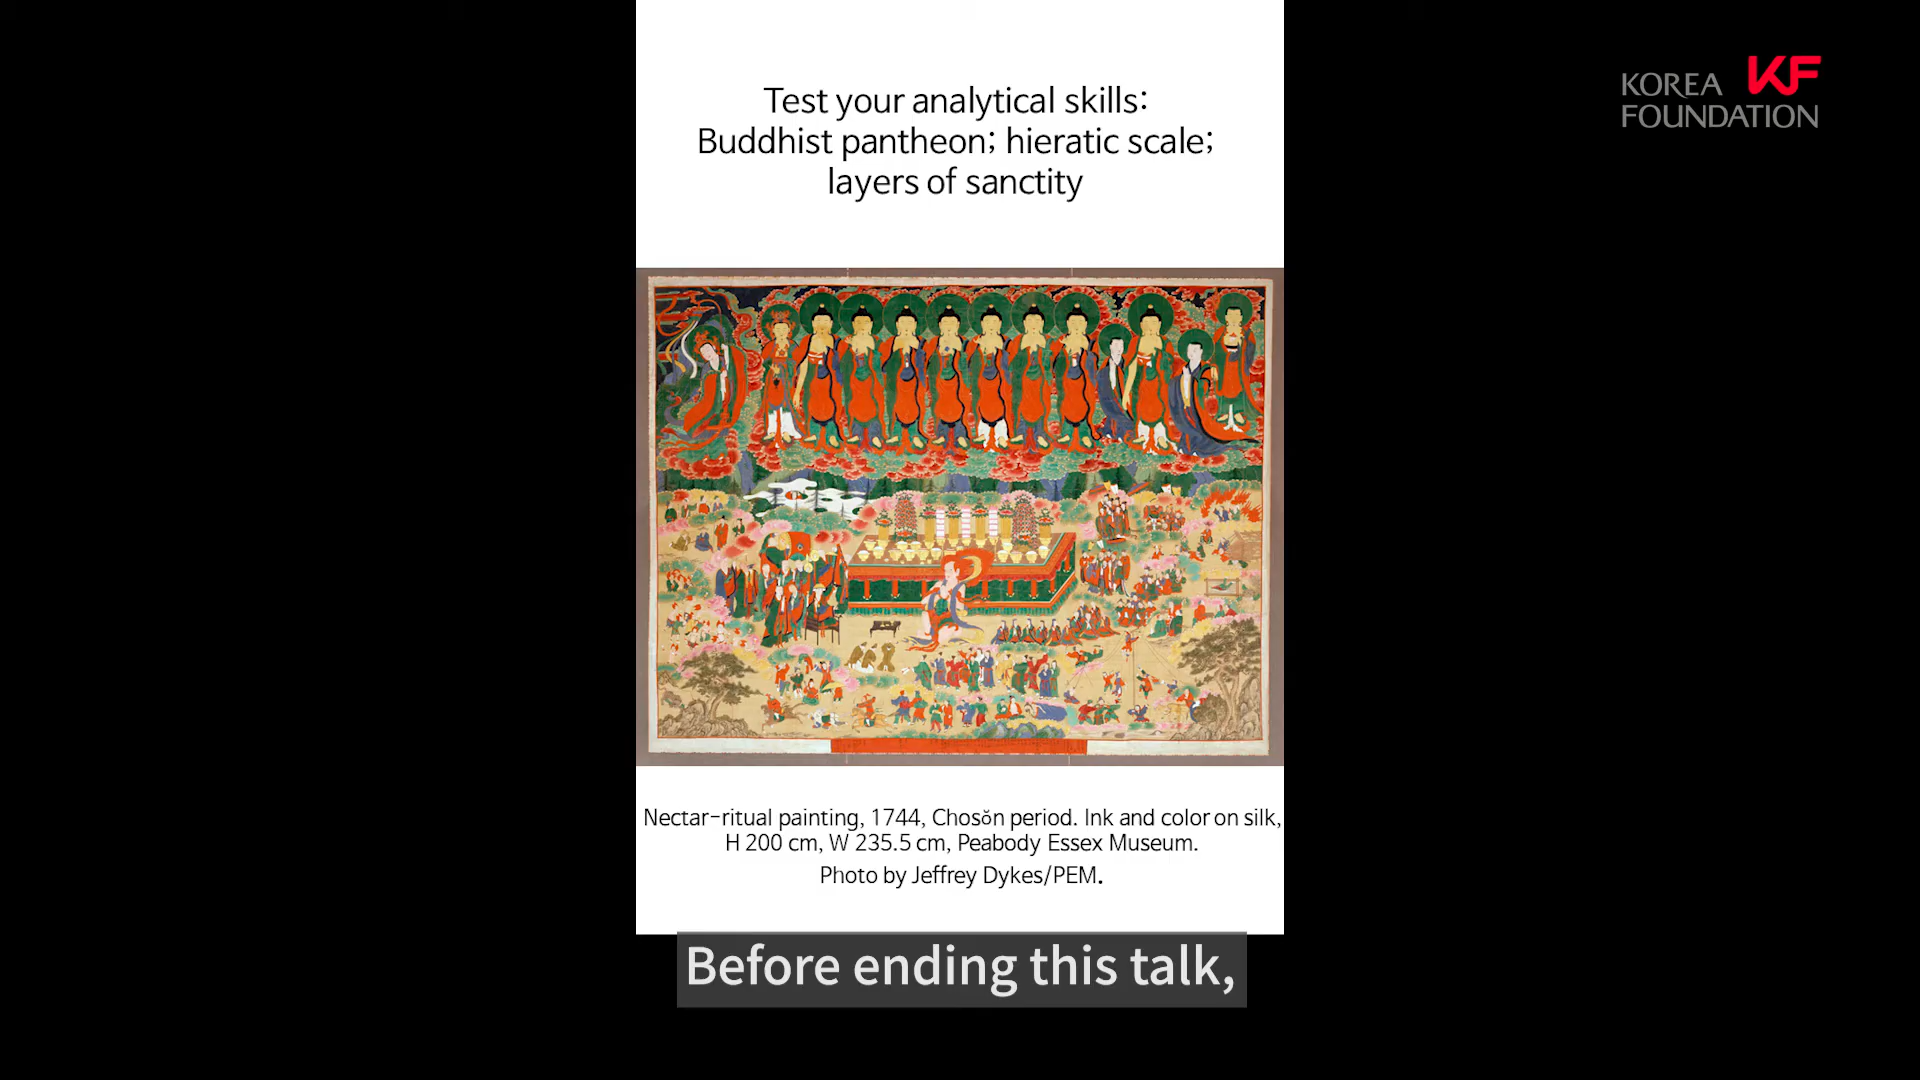 Test your analytical skills:
Buddhist pantheon; hieratic scale;
layers of sanctity
KOREA KF
FOUNDATION
Nectar-ritual painting, 1744, Chosŏn period. Ink and color on silk,
H 200 cm, W 235.5 cm, Peabody Essex Museum.
Photo by Jeffrey Dykes/PEM.
Before ending this talk,